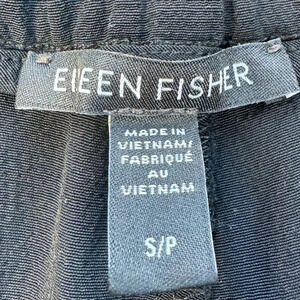 EILEEN FISHER
MADE IN
VIETNAM/
FABRIQUÉ
AU
VIETNAM
S/P